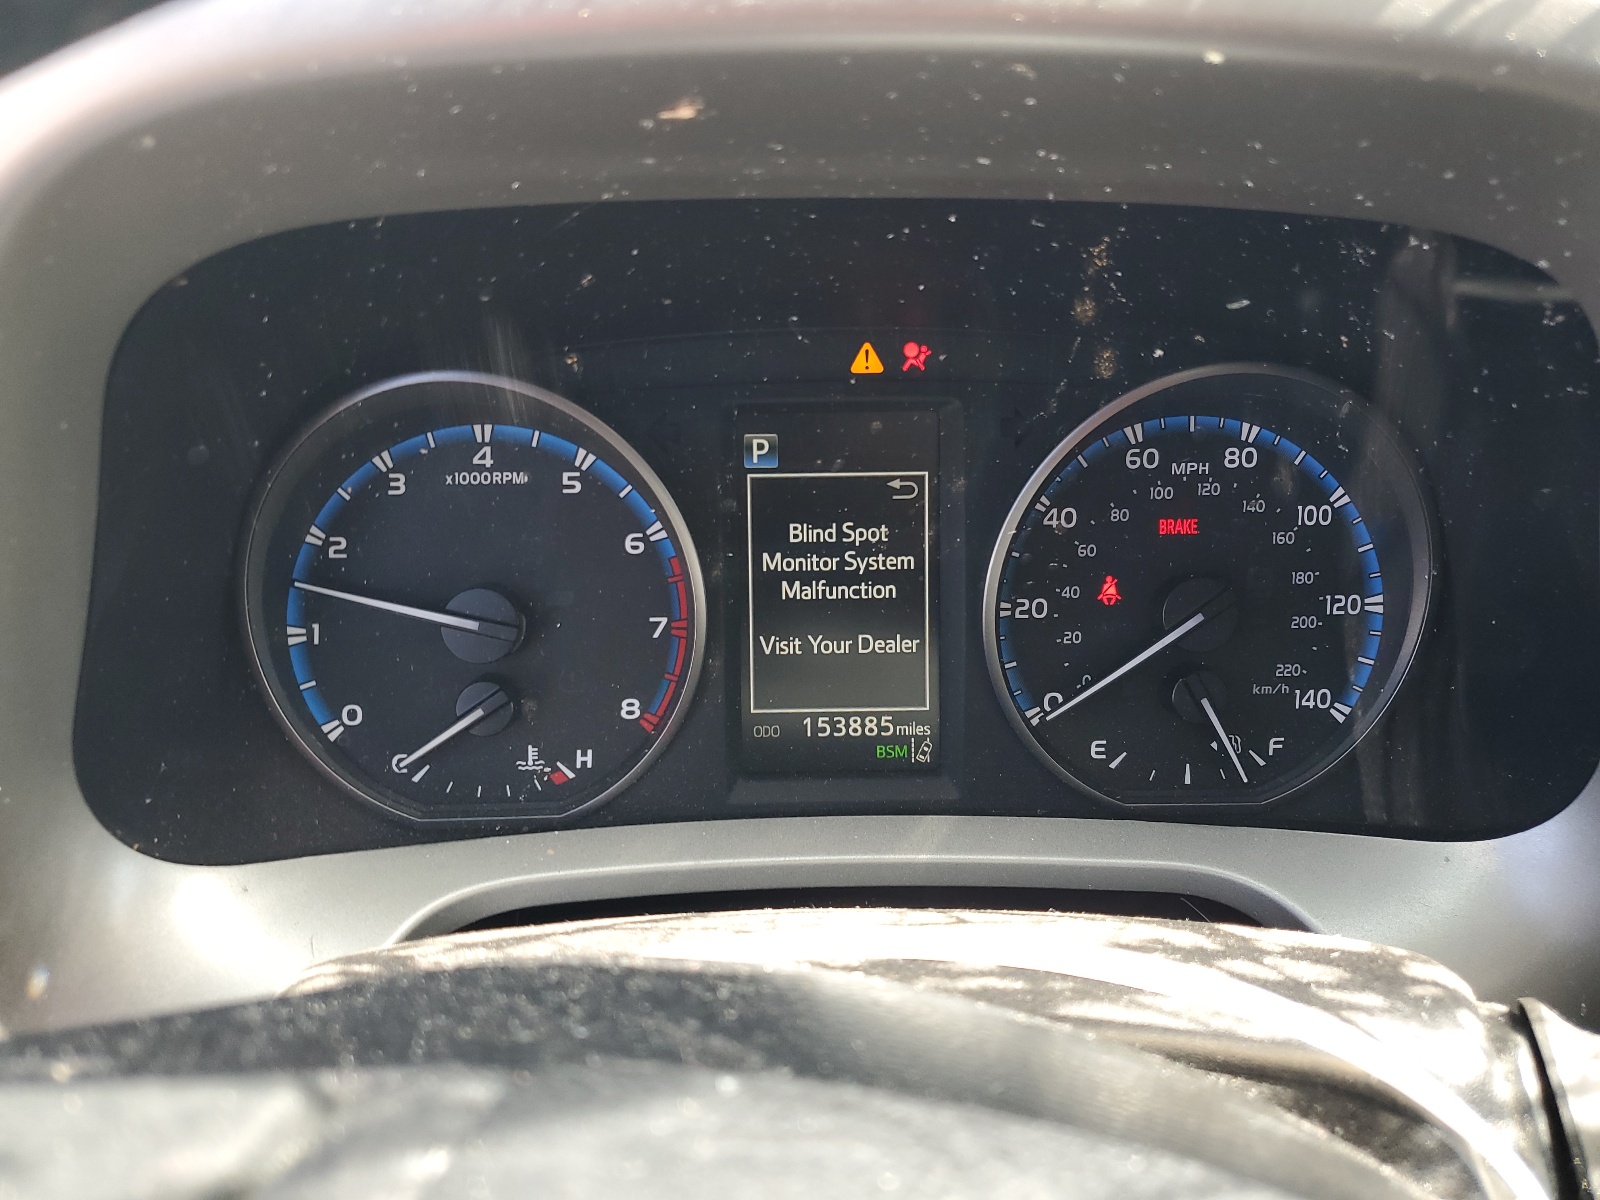 P
Blind Spot
Monitor System
Malfunction
Visit Your Dealer
ODO 153885 miles
BSM
0
1
2
3
4
5
6
7
8
x1000RPM
C
H
0
20
40
60
80
100
120
140
MPH
0
20
40
60
80
100
120
140
160
180
200
220
km/h
BRAKE
E
F